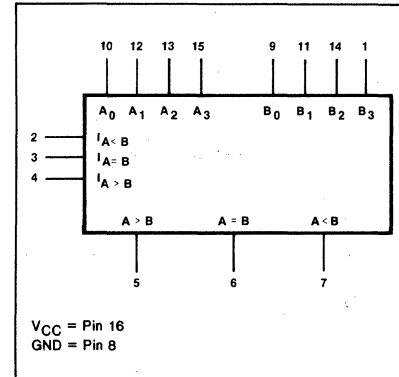 10 12 13 15 9 11 14 1
A0 A1 A2 A3 B0 B1 B2 B3
2 IA< B
3 IA= B
4 IA > B
A > B A = B A < B
5 6 7
VCC = Pin 16
GND = Pin 8